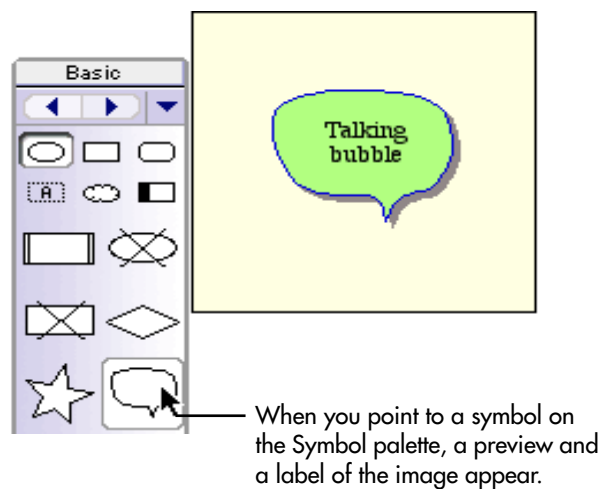 Basic
A
Talking
bubble
When you point to a symbol on
the Symbol palette, a preview and
a label of the image appear.